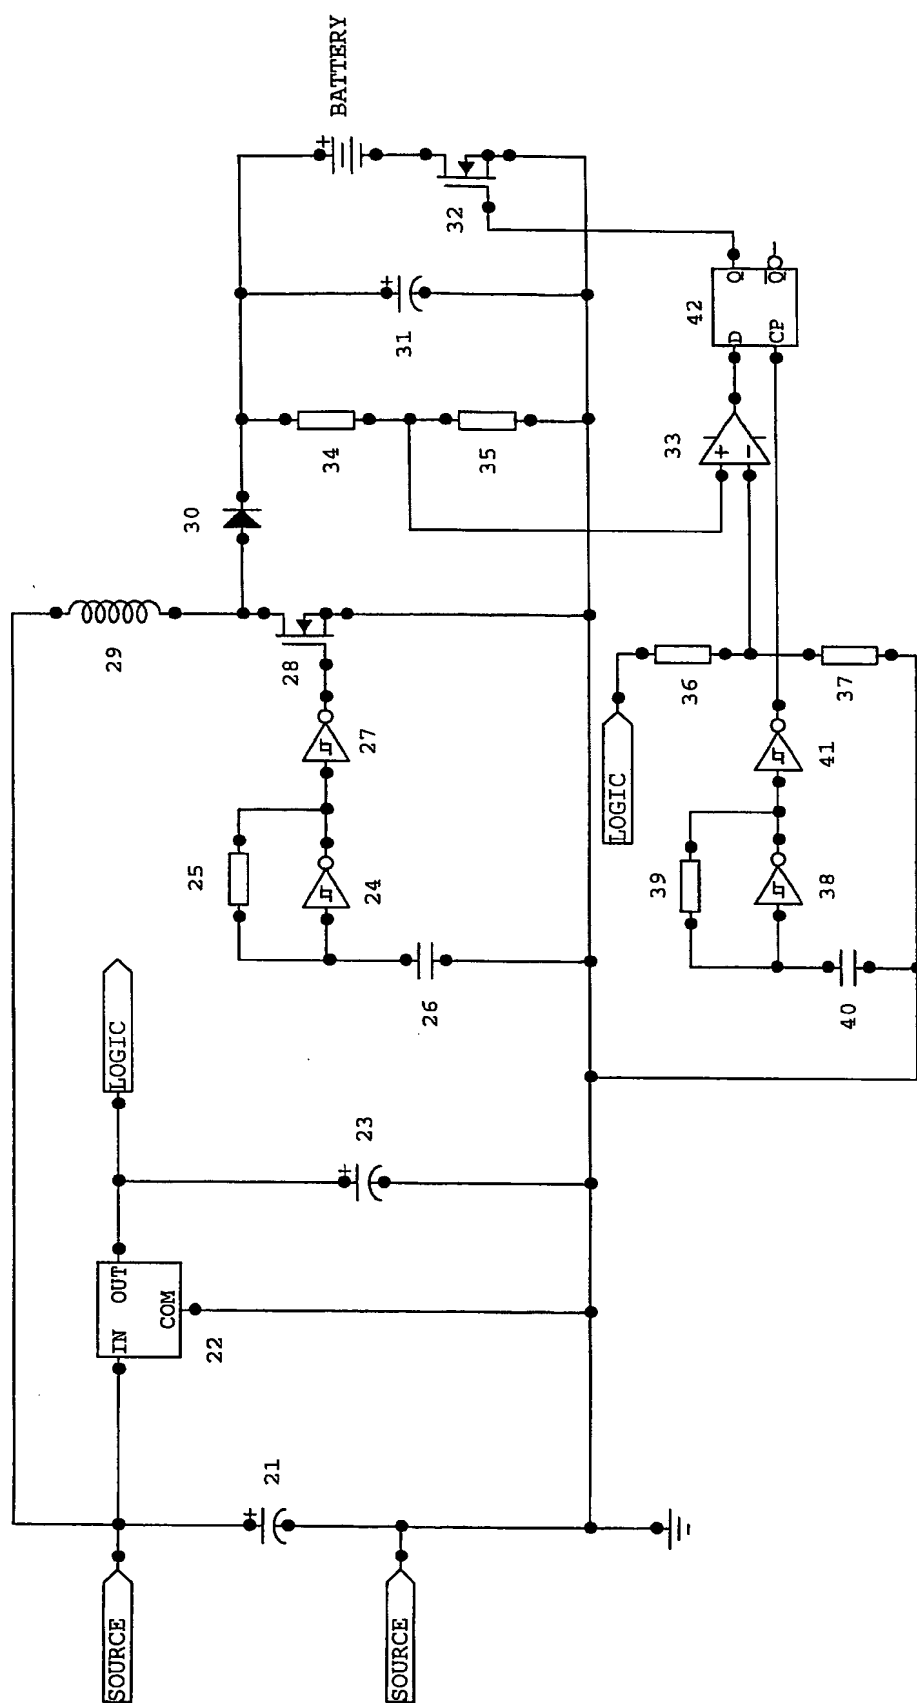 SOURCE
SOURCE
21
IN
OUT
COM
22
LOGIC
23
24
25
26
27
28
29
30
31
32
BATTERY
+
+
+
+
34
35
33
+
-
D
Q
CP
Q
42
LOGIC
36
37
38
39
40
41